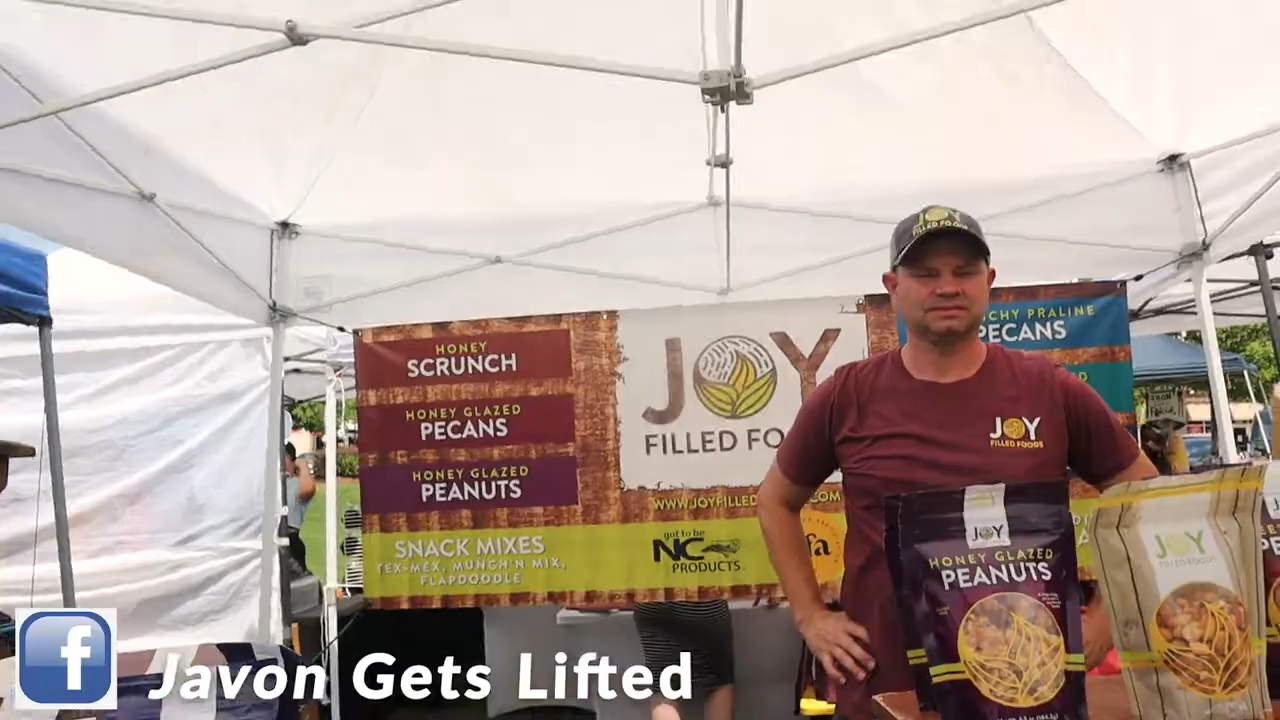 HONEY
SCRUNCH
HONEY GLAZED
PECANS
HONEY GLAZED
PEANUTS
SNACK MIXES
TEX-MEX, MUNCH'N MIX,
FLAPDOODLE
JOY
FILLED FO
WWW.JOYFILLED
COM
got to be
NC
PRODUCTS
fa
PRALINE
PECANS
JOY
FILLED FOODS
JOY
FILLED FOODS
JOY
HONEY GLAZED
PEANUTS
JOY
FILLED FOODS
f
Javon Gets Lifted